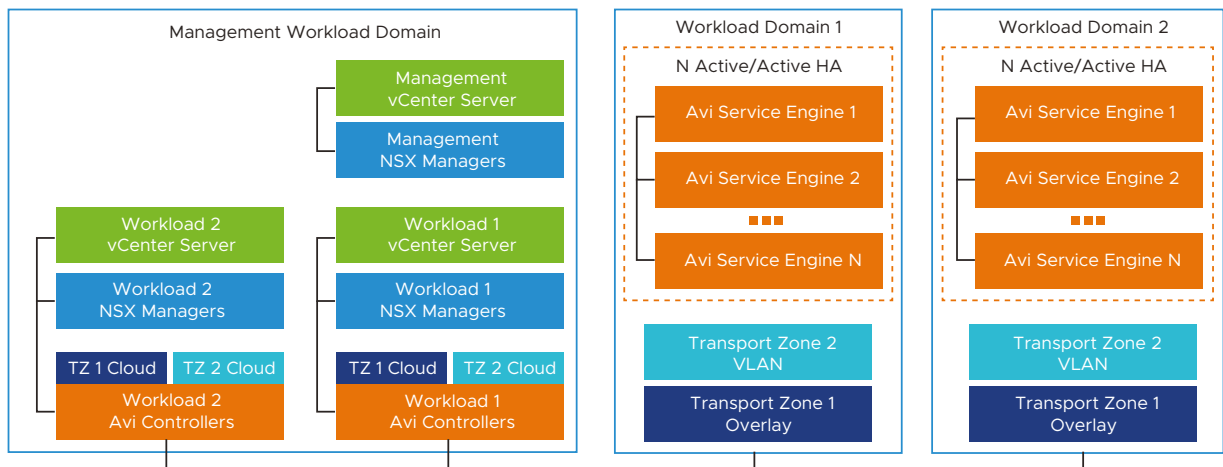 Management Workload Domain
Management
vCenter Server
Management
NSX Managers
Workload 2
vCenter Server
Workload 2
NSX Managers
TZ 1 Cloud
TZ 2 Cloud
Workload 2
Avi Controllers
Workload 1
vCenter Server
Workload 1
NSX Managers
TZ 1 Cloud
TZ 2 Cloud
Workload 1
Avi Controllers
Workload Domain 1
N Active/Active HA
Avi Service Engine 1
Avi Service Engine 2
Avi Service Engine N
Transport Zone 2
VLAN
Transport Zone 1
Overlay
Workload Domain 2
N Active/Active HA
Avi Service Engine 1
Avi Service Engine 2
Avi Service Engine N
Transport Zone 2
VLAN
Transport Zone 1
Overlay